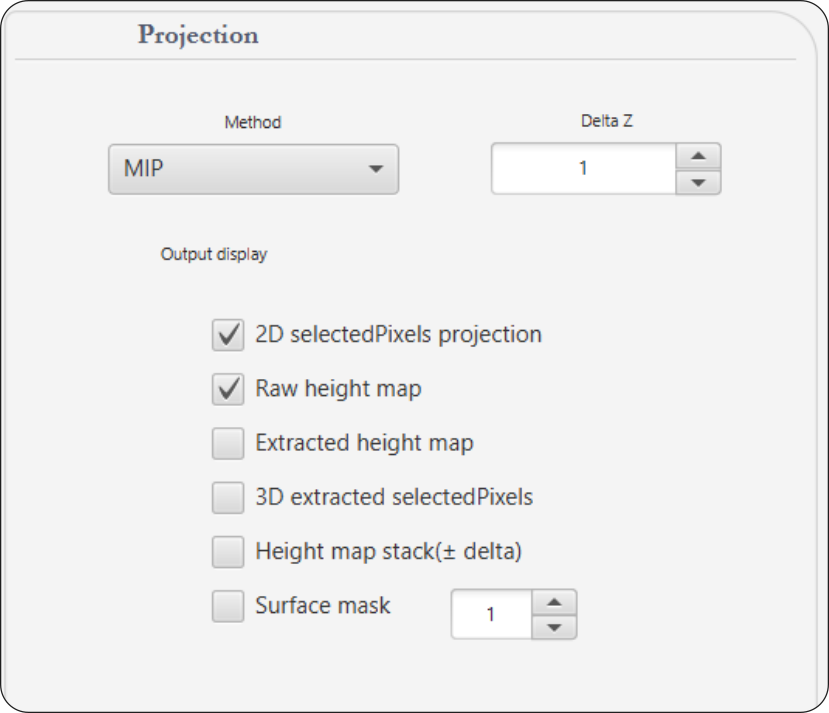 Projection
Method
Delta Z
MIP
1
Output display
2D selectedPixels projection
Raw height map
Extracted height map
3D extracted selectedPixels
Height map stack(± delta)
Surface mask
1